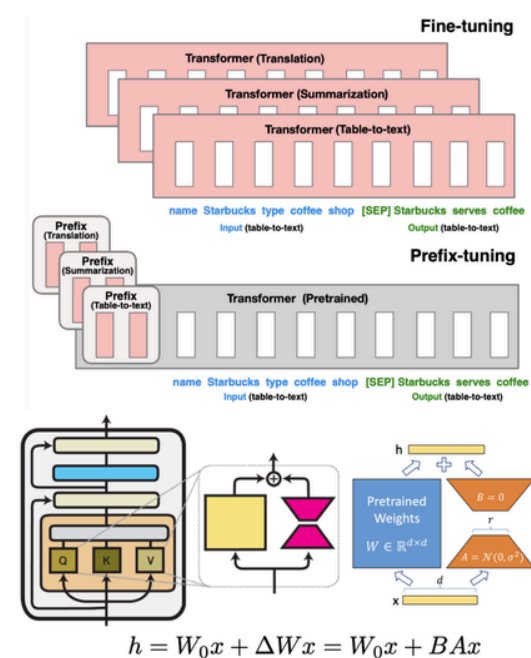 Fine-tuning
Transformer (Translation)
Transformer (Summarization)
Transformer (Table-to-text)
name Starbucks type coffee shop [SEP] Starbucks serves coffee
Input (table-to-text) Output (table-to-text)
Prefix
(Translation)
Prefix-tuning
Prefix
(Summarization)
Prefix
(Table-to-text)
Transformer (Pretrained)
name Starbucks type coffee shop [SEP] Starbucks serves coffee
Input (table-to-text) Output (table-to-text)
h
Pretrained
Weights
W ∈ ℝ^{d×d}
B = 0
r
A = 𝒩(0, σ²)
d
x
Q K V
h = W₀x + ΔWx = W₀x + BAx